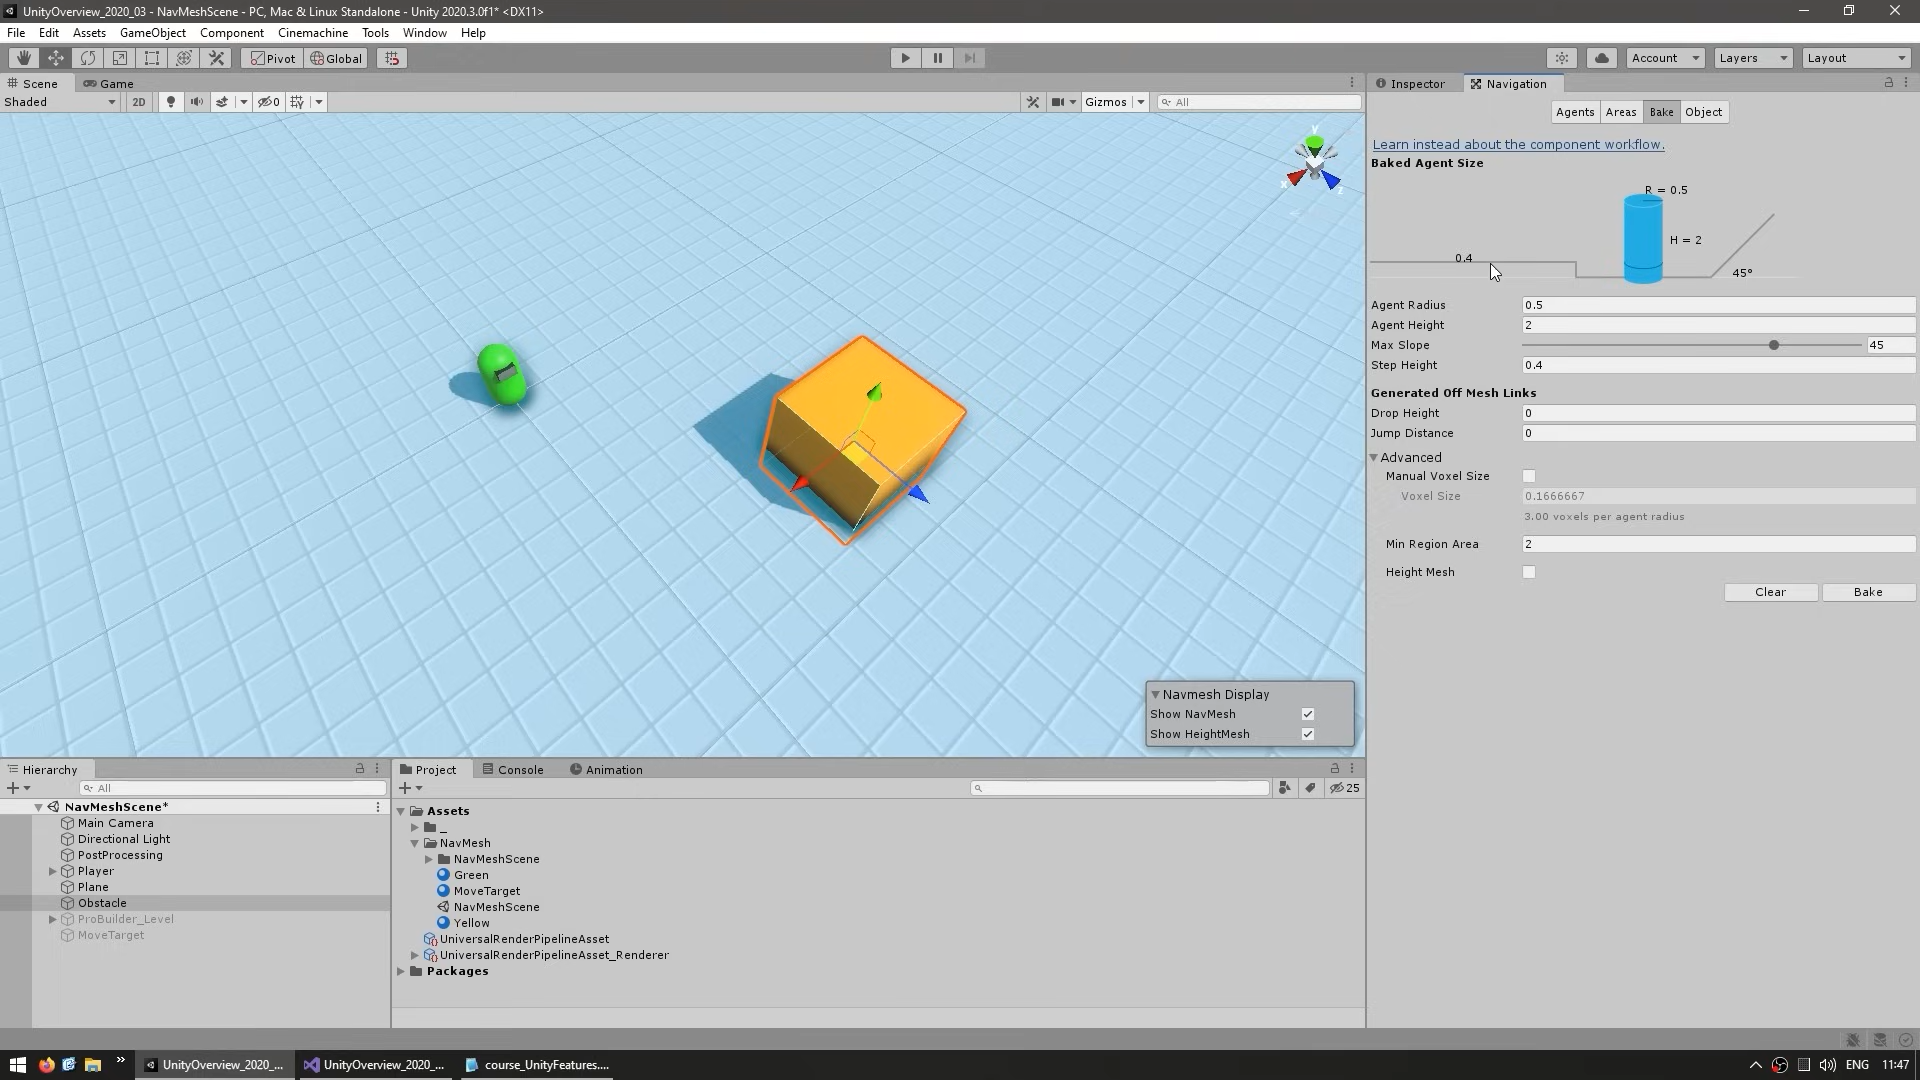 UnityOverview_2020_03 - NavMeshScene - PC, Mac & Linux Standalone - Unity 2020.3.0f1* <DX11>
File Edit Assets GameObject Component Cinemachine Tools Window Help
Pivot Global Account Layers Layout
Scene Game
Shaded 2D 0 Gizmos All
y
x z
Inspector Navigation
Agents Areas Bake Object
Learn instead about the component workflow.
Baked Agent Size
R = 0.5
H = 2
0.4
45°
Agent Radius 0.5
Agent Height 2
Max Slope 45
Step Height 0.4
Generated Off Mesh Links
Drop Height 0
Jump Distance 0
Advanced
Manual Voxel Size
Voxel Size 0.1666667
3.00 voxels per agent radius
Min Region Area 2
Height Mesh
Clear Bake
Navmesh Display
Show NavMesh
Show HeightMesh
Hierarchy
All
NavMeshScene*
Main Camera
Directional Light
PostProcessing
Player
Plane
Obstacle
ProBuilder_Level
MoveTarget
Project Console Animation
25
Assets
_
NavMesh
NavMeshScene
Green
MoveTarget
NavMeshScene
Yellow
UniversalRenderPipelineAsset
UniversalRenderPipelineAsset_Renderer
Packages
UnityOverview_2020_... UnityOverview_2020_... course_UnityFeatures.... ENG 11:47